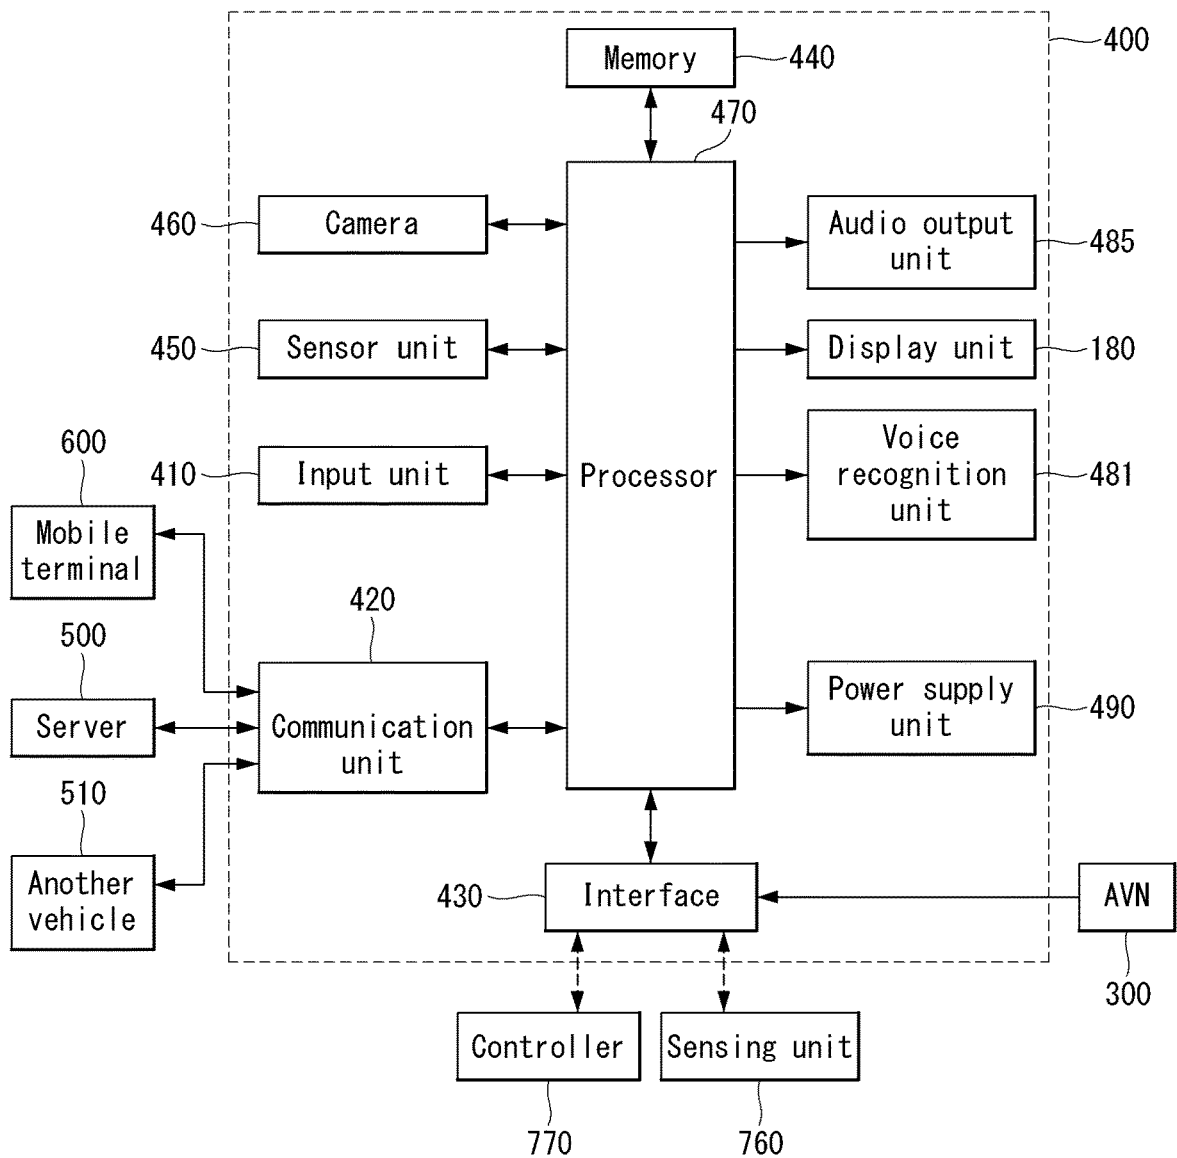 400
Memory
440
470
460
Camera
Audio output
unit
485
450
Sensor unit
Display unit
180
600
410
Input unit
Processor
Voice
recognition
unit
481
Mobile
terminal
420
500
Server
Communication
unit
Power supply
unit
490
510
Another
vehicle
430
Interface
AVN
300
Controller
Sensing unit
770
760